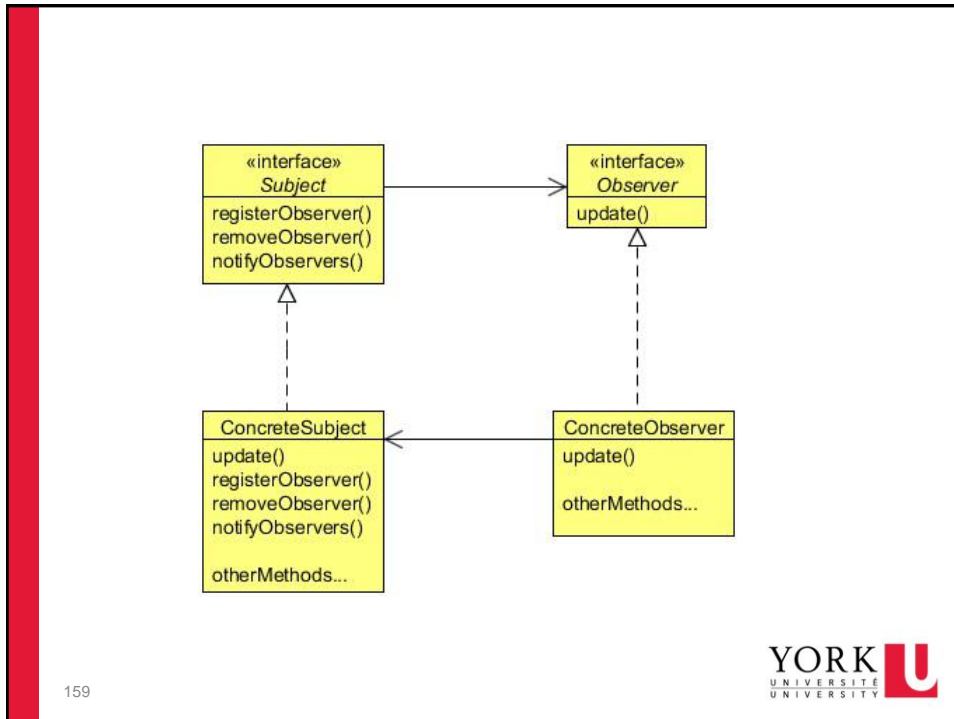 «interface»
Subject
registerObserver()
removeObserver()
notifyObservers()
«interface»
Observer
update()
ConcreteSubject
update()
registerObserver()
removeObserver()
notifyObservers()
otherMethods...
ConcreteObserver
update()
otherMethods...
159
YORK U
UNIVERSITÉ
UNIVERSITY